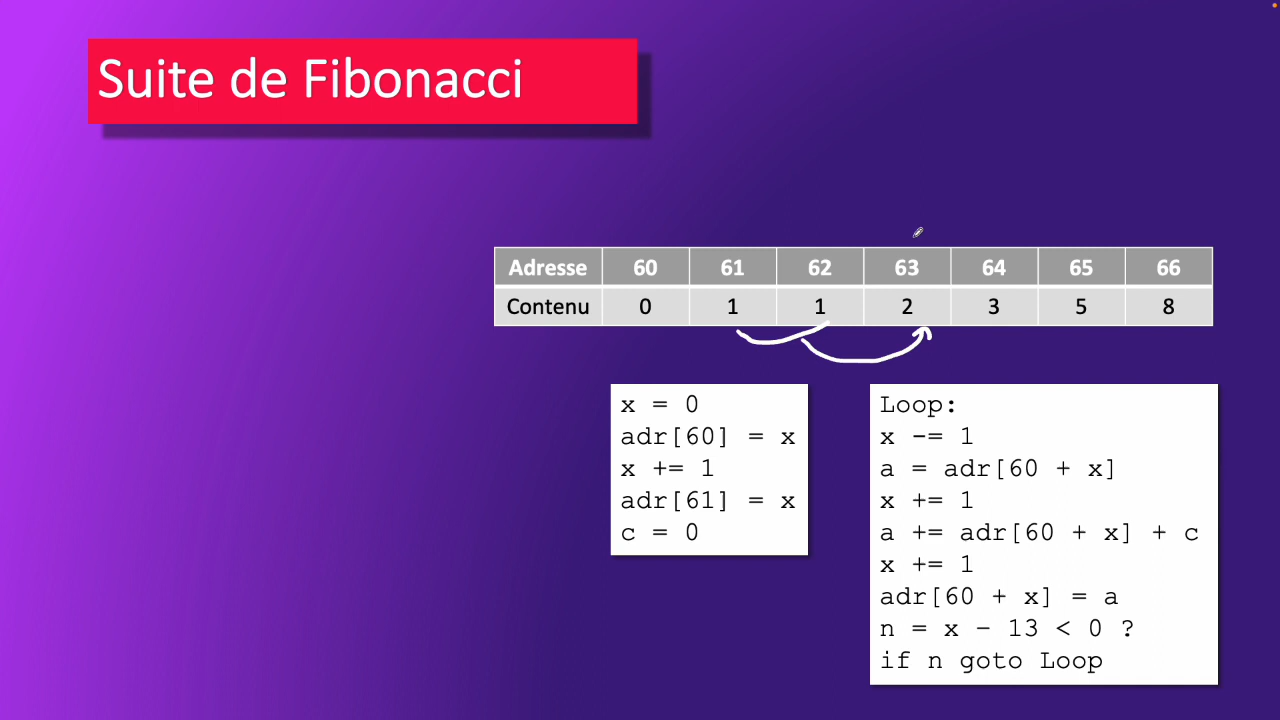 Suite de Fibonacci
Adresse 60 61 62 63 64 65 66
Contenu 0 1 1 2 3 5 8
x = 0
adr[60] = x
x += 1
adr[61] = x
c = 0
Loop:
x -= 1
a = adr[60 + x]
x += 1
a += adr[60 + x] + c
x += 1
adr[60 + x] = a
n = x – 13 < 0 ?
if n goto Loop